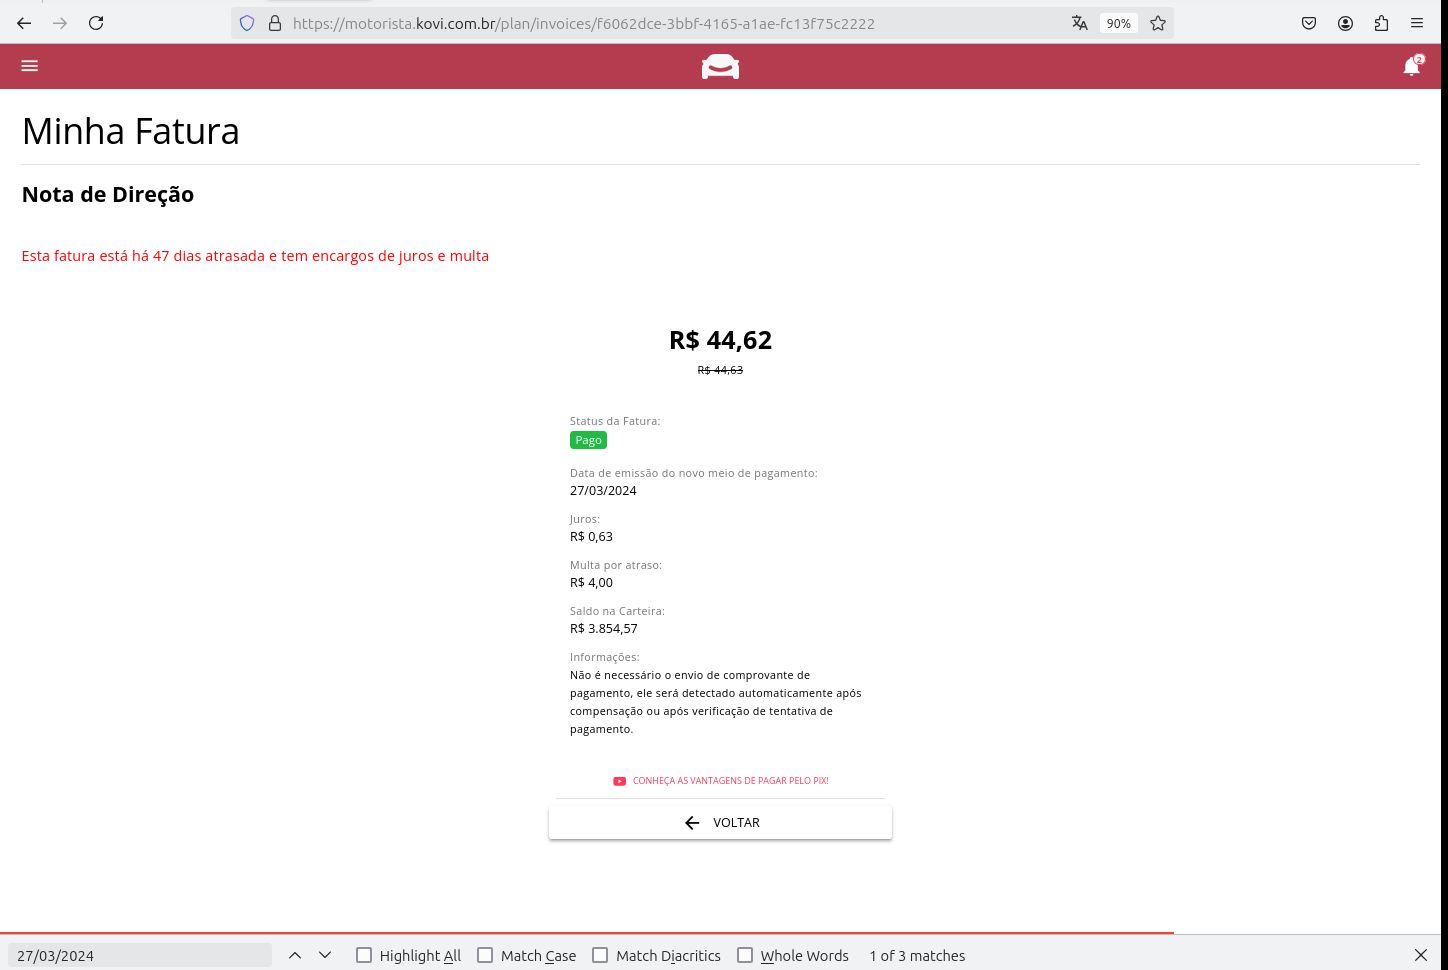 https://motorista.kovi.com.br/plan/invoices/f6062dce-3bbf-4165-a1ae-fc13f75c2222
90%
2
Minha Fatura
Nota de Direção
Esta fatura está há 47 dias atrasada e tem encargos de juros e multa
R$ 44,62
R$ 44,63
Status da Fatura:
Pago
Data de emissão do novo meio de pagamento:
27/03/2024
Juros:
R$ 0,63
Multa por atraso:
R$ 4,00
Saldo na Carteira:
R$ 3.854,57
Informações:
Não é necessário o envio de comprovante de
pagamento, ele será detectado automaticamente após
compensação ou após verificação de tentativa de
pagamento.
CONHEÇA AS VANTAGENS DE PAGAR PELO PIX!
VOLTAR
27/03/2024 Highlight All Match Case Match Diacritics Whole Words 1 of 3 matches